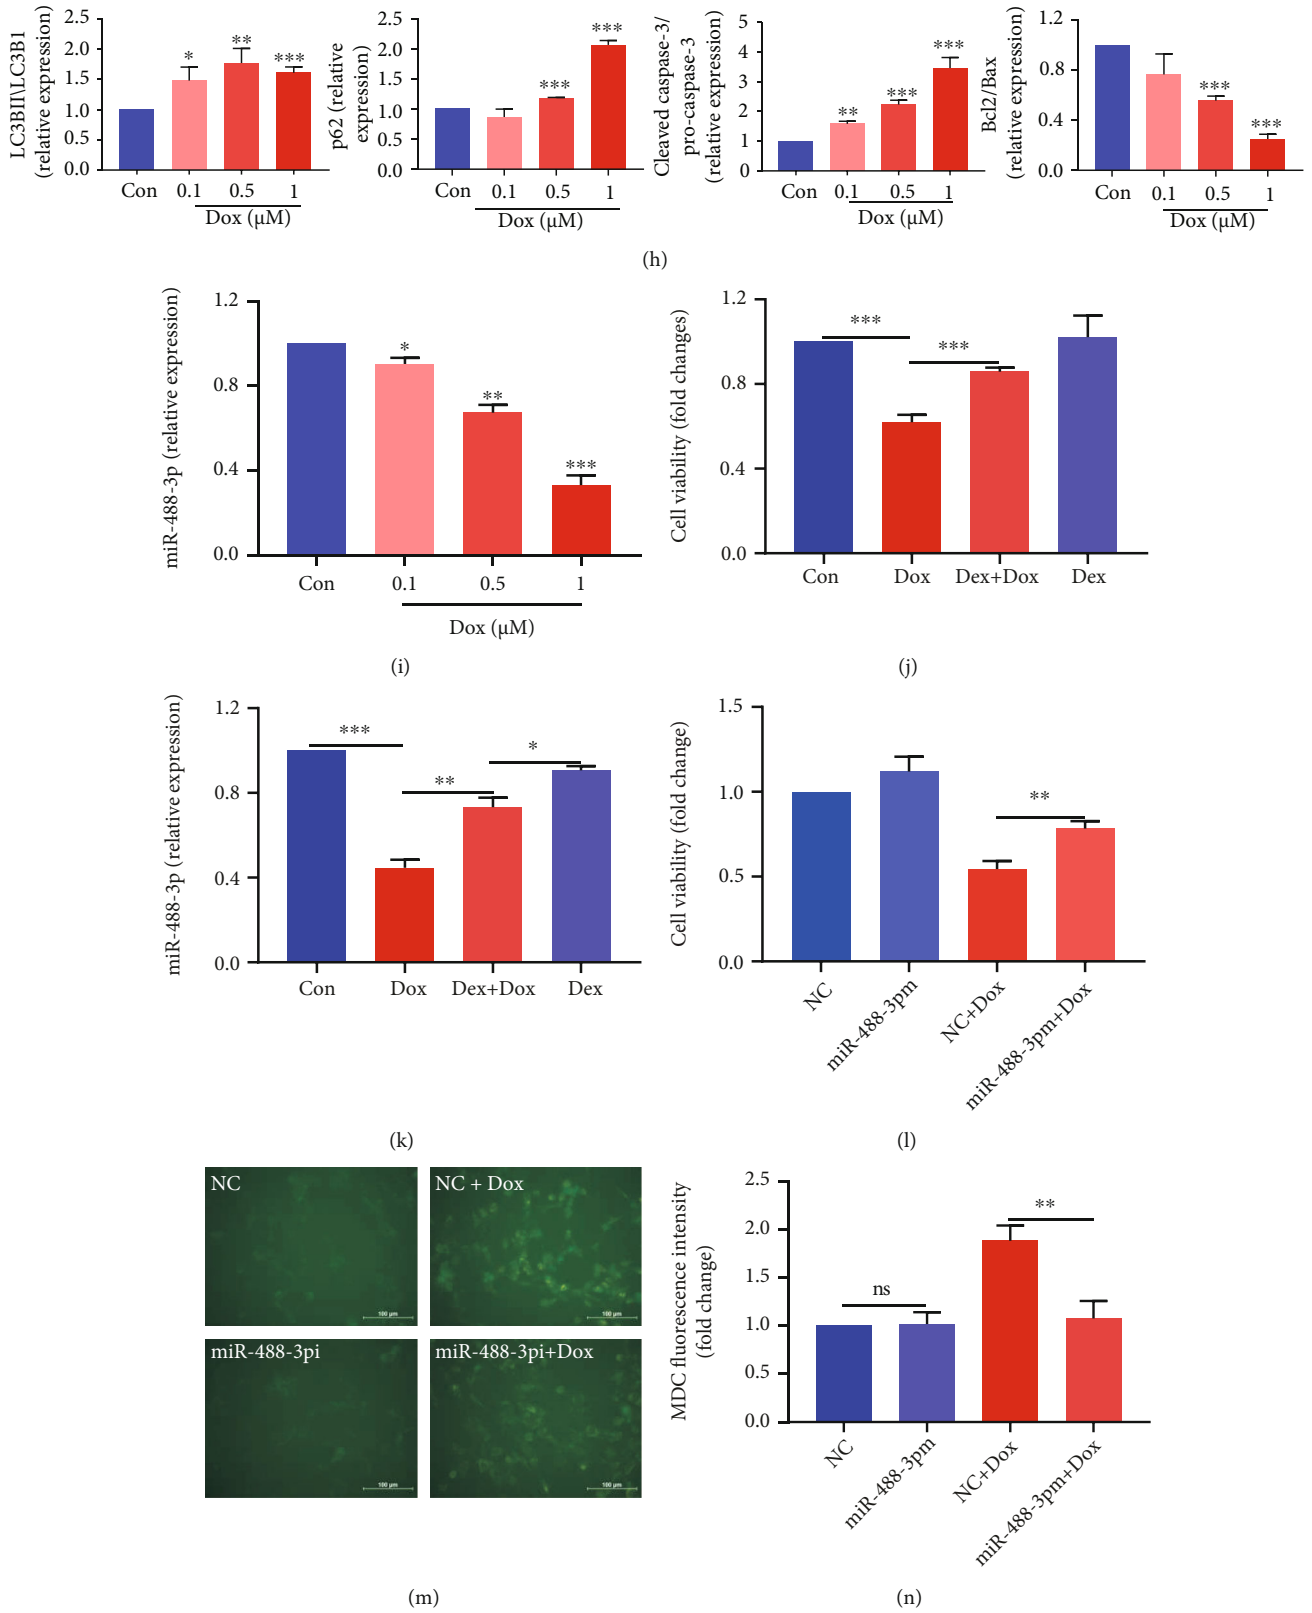 LC3BII\LC3B1
(relative expression)
2.5
2.0
1.5
1.0
0.5
0.0
*
**
***
Con
0.1
0.5
1
Dox (μM)
p62 (relative
expression)
2.5
2.0
1.5
1.0
0.5
0.0
***
***
Con
0.1
0.5
1
Dox (μM)
Cleaved caspase-3/
pro-caspase-3
(relative expression)
5
4
3
2
1
0
**
***
***
Con
0.1
0.5
1
Dox (μM)
Bcl2/Bax
(relative expression)
1.2
0.8
0.4
0.0
***
***
Con
0.1
0.5
1
Dox (μM)
(h)
miR-488-3p (relative expression)
1.2
0.8
0.4
0.0
*
**
***
Con
0.1
0.5
1
Dox (μM)
(i)
Cell viability (fold changes)
1.2
0.8
0.4
0.0
***
***
Con
Dox
Dex+Dox
Dex
(j)
miR-488-3p (relative expression)
1.2
0.8
0.4
0.0
***
**
*
Con
Dox
Dex+Dox
Dex
(k)
Cell viability (fold change)
1.5
1.0
0.5
0.0
**
NC
miR-488-3pm
NC+Dox
miR-488-3pm+Dox
(l)
NC
100 μm
NC + Dox
100 μm
miR-488-3pi
100 μm
miR-488-3pi+Dox
100 μm
(m)
MDC fluorescence intensity
(fold change)
2.5
2.0
1.5
1.0
0.5
0.0
ns
**
NC
miR-488-3pm
NC+Dox
miR-488-3pm+Dox
(n)